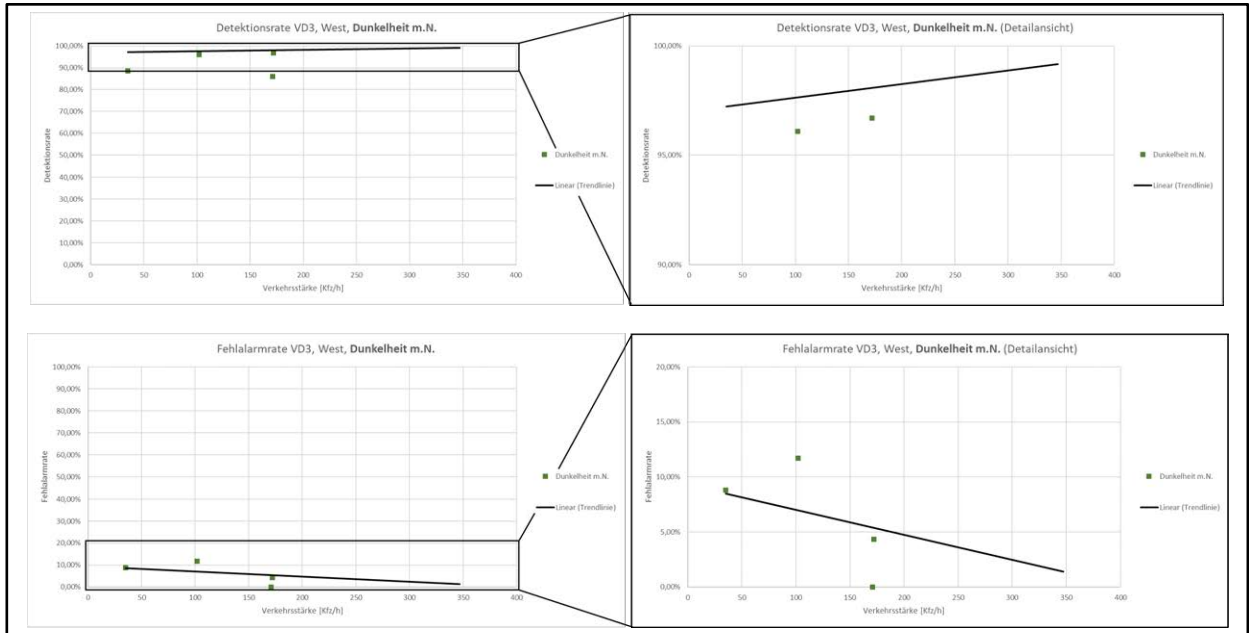 Detektionsrate VD3, West, Dunkelheit m.N.
100,00%
90,00%
80,00%
70,00%
60,00%
50,00%
40,00%
30,00%
20,00%
10,00%
0,00%
Detektionsrate
0 50 100 150 200 250 300 350 400
Verkehrsstärke [Kfz/h]
Dunkelheit m.N.
Linear (Trendlinie)
Detektionsrate VD3, West, Dunkelheit m.N. (Detailansicht)
100,00%
95,00%
90,00%
Detektionsrate
0 50 100 150 200 250 300 350 400
Verkehrsstärke [Kfz/h]
Dunkelheit m.N.
Linear (Trendlinie)
Fehlalarmrate VD3, West, Dunkelheit m.N.
100,00%
90,00%
80,00%
70,00%
60,00%
50,00%
40,00%
30,00%
20,00%
10,00%
0,00%
Fehlalarmrate
0 50 100 150 200 250 300 350 400
Verkehrsstärke [Kfz/h]
Dunkelheit m.N.
Linear (Trendlinie)
Fehlalarmrate VD3, West, Dunkelheit m.N. (Detailansicht)
20,00%
15,00%
10,00%
5,00%
0,00%
Fehlalarmrate
0 50 100 150 200 250 300 350 400
Verkehrsstärke [Kfz/h]
Dunkelheit m.N.
Linear (Trendlinie)